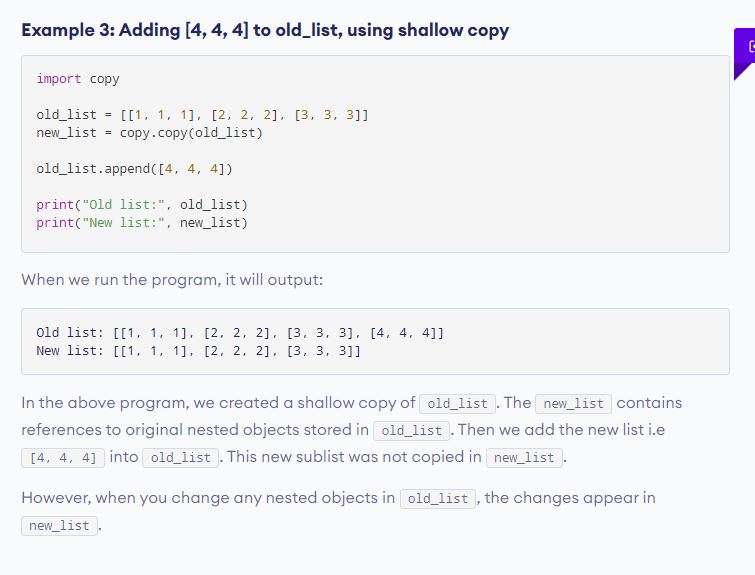 Example 3: Adding [4, 4, 4] to old_list, using shallow copy
import copy
old_list = [[1, 1, 1], [2, 2, 2], [3, 3, 3]]
new_list = copy.copy(old_list)
old_list.append([4, 4, 4])
print("Old list:", old_list)
print("New list:", new_list)
When we run the program, it will output:
Old list: [[1, 1, 1], [2, 2, 2], [3, 3, 3], [4, 4, 4]]
New list: [[1, 1, 1], [2, 2, 2], [3, 3, 3]]
In the above program, we created a shallow copy of old_list. The new_list contains
references to original nested objects stored in old_list. Then we add the new list i.e
[4, 4, 4] into old_list. This new sublist was not copied in new_list.
However, when you change any nested objects in old_list, the changes appear in
new_list.